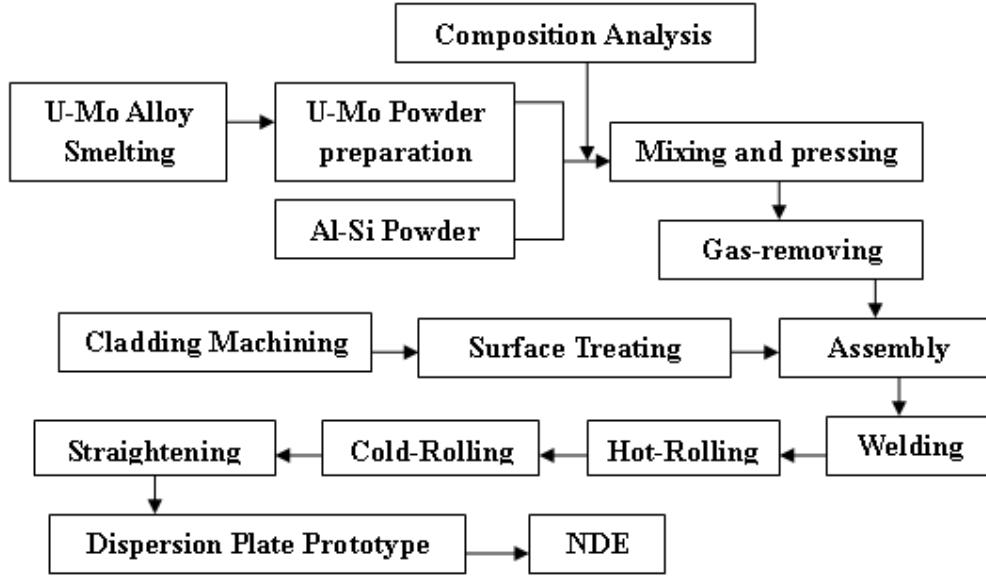 Composition Analysis
U-Mo Alloy
Smelting
U-Mo Powder
preparation
Mixing and pressing
Al-Si Powder
Gas-removing
Cladding Machining
Surface Treating
Assembly
Straightening
Cold-Rolling
Hot-Rolling
Welding
Dispersion Plate Prototype
NDE